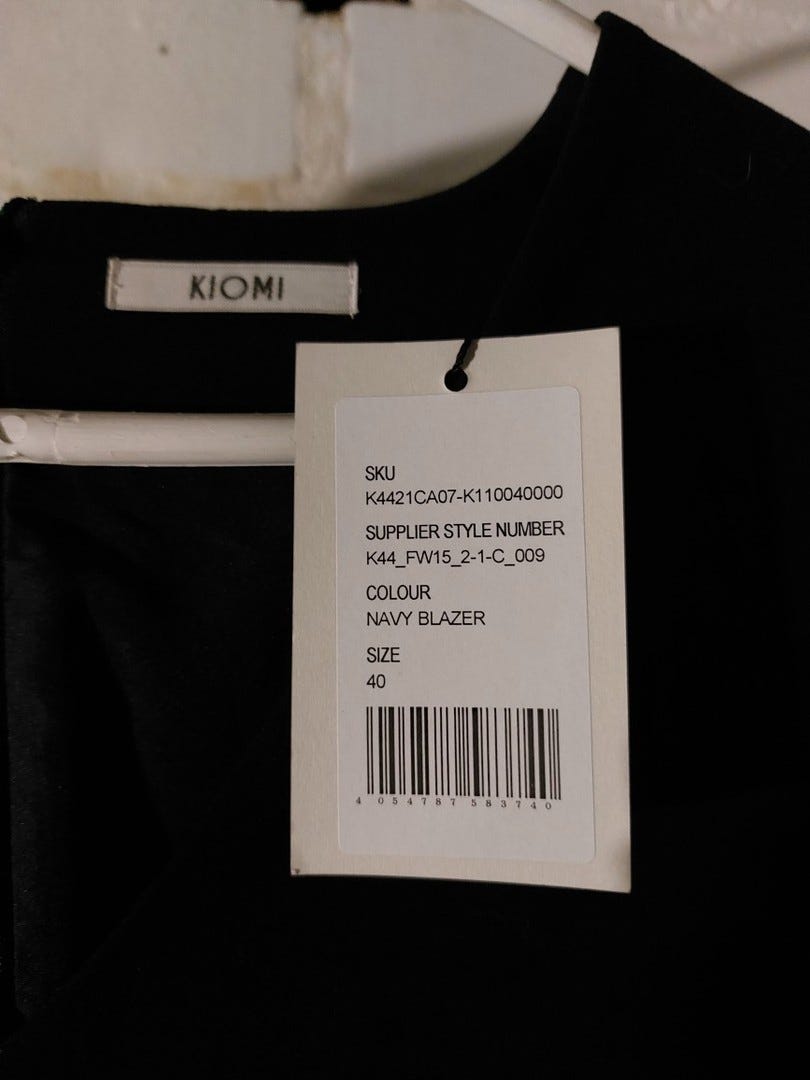 KIOMI
SKU
K4421CA07-K110040000
SUPPLIER STYLE NUMBER
K44_FW15_2-1-C_009
COLOUR
NAVY BLAZER
SIZE
40
4 054787 583740